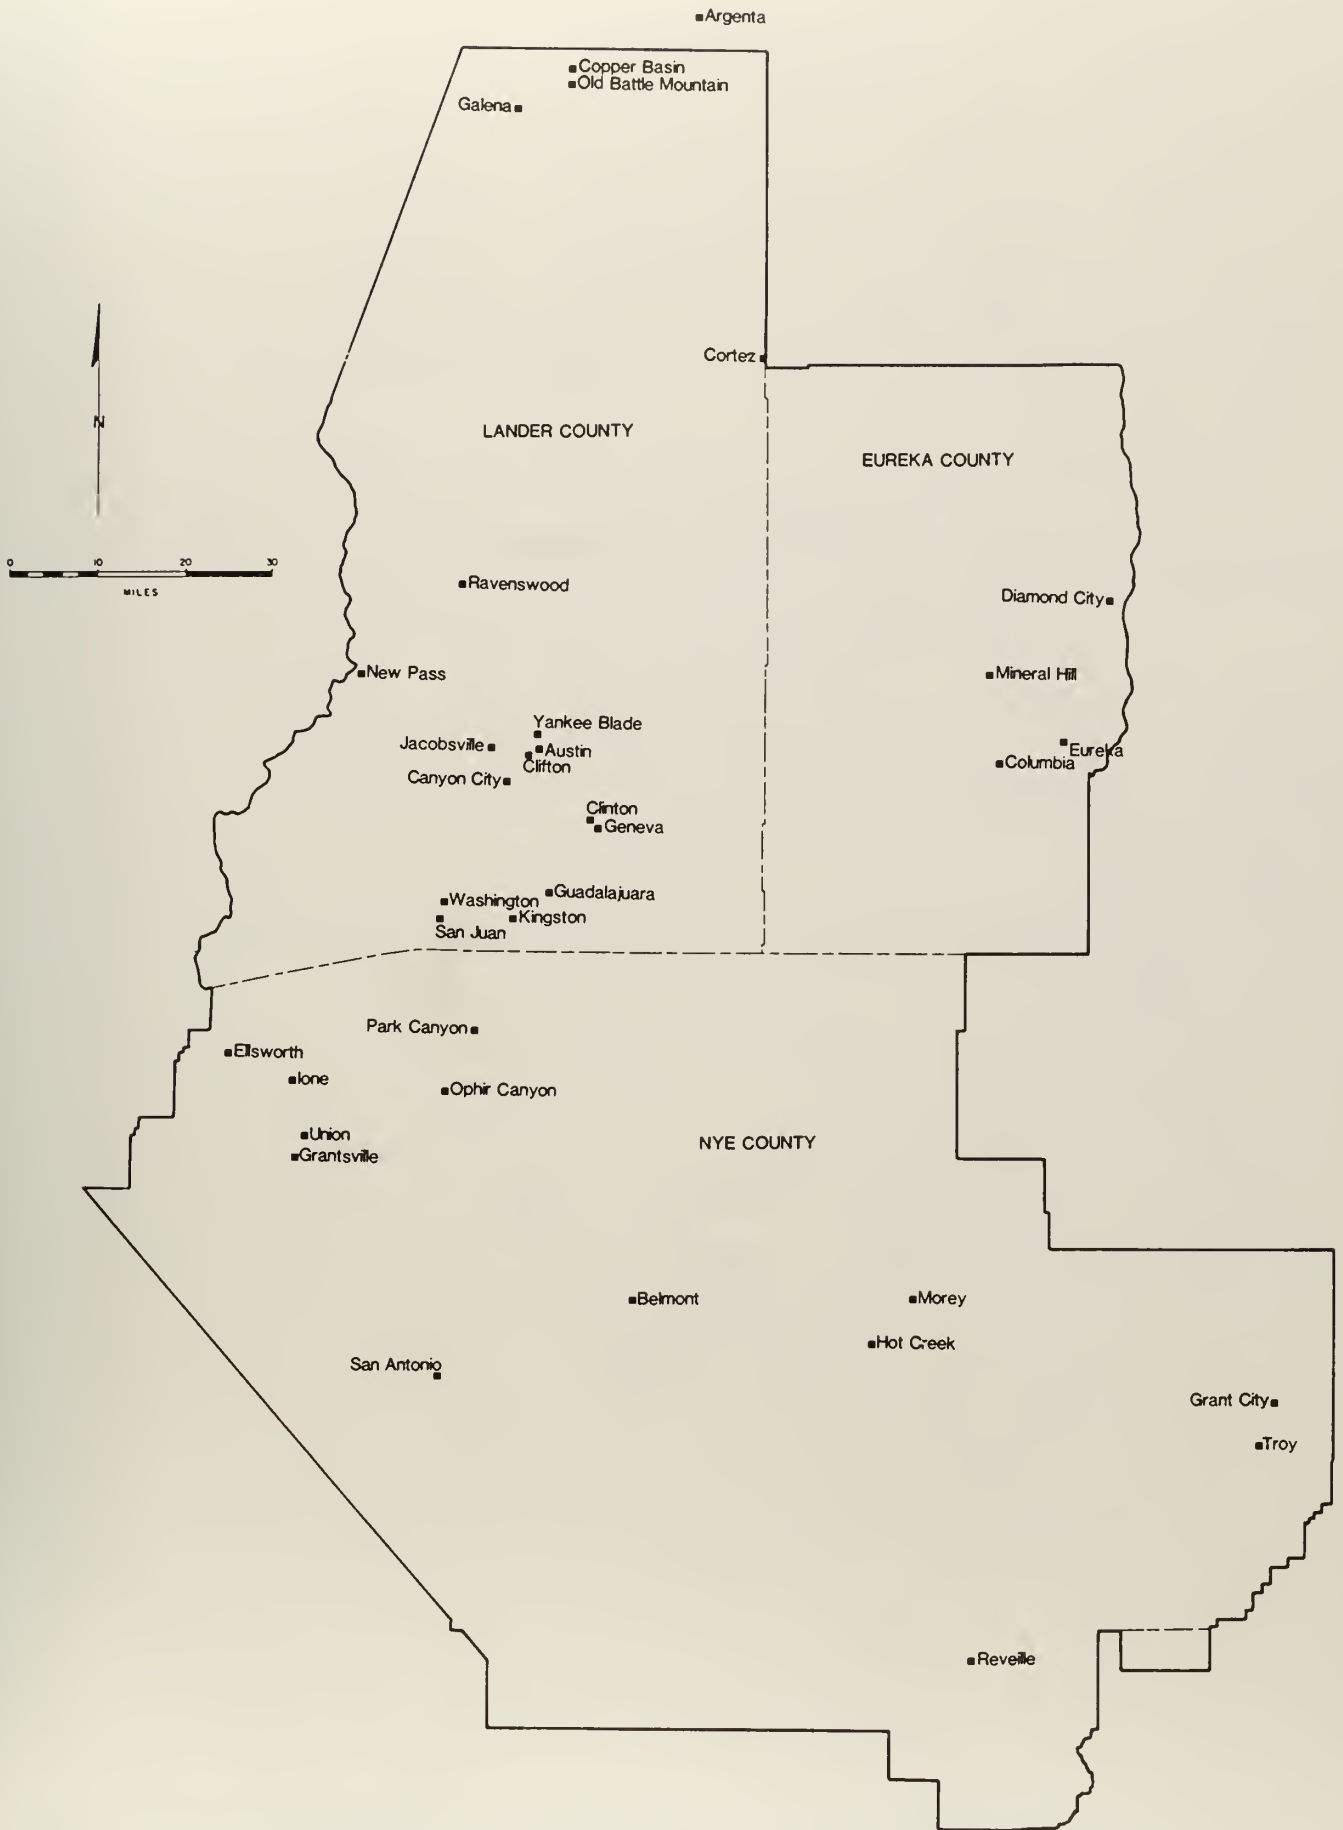 Argenta
Copper Basin
Old Battle Mountain
Galena
Cortez
LANDER COUNTY
EUREKA COUNTY
N
0 10 20 30
MILES
Ravenswood
Diamond City
New Pass
Mineral Hill
Yankee Blade
Jacobsville
Austin
Eureka
Clifton
Columbia
Canyon City
Clinton
Geneva
Guadalajuara
Washington
Kingston
San Juan
Park Canyon
Ellsworth
Ione
Ophir Canyon
Union
NYE COUNTY
Grantsville
Belmont
Morey
Hot Creek
San Antonio
Grant City
Troy
Reveille